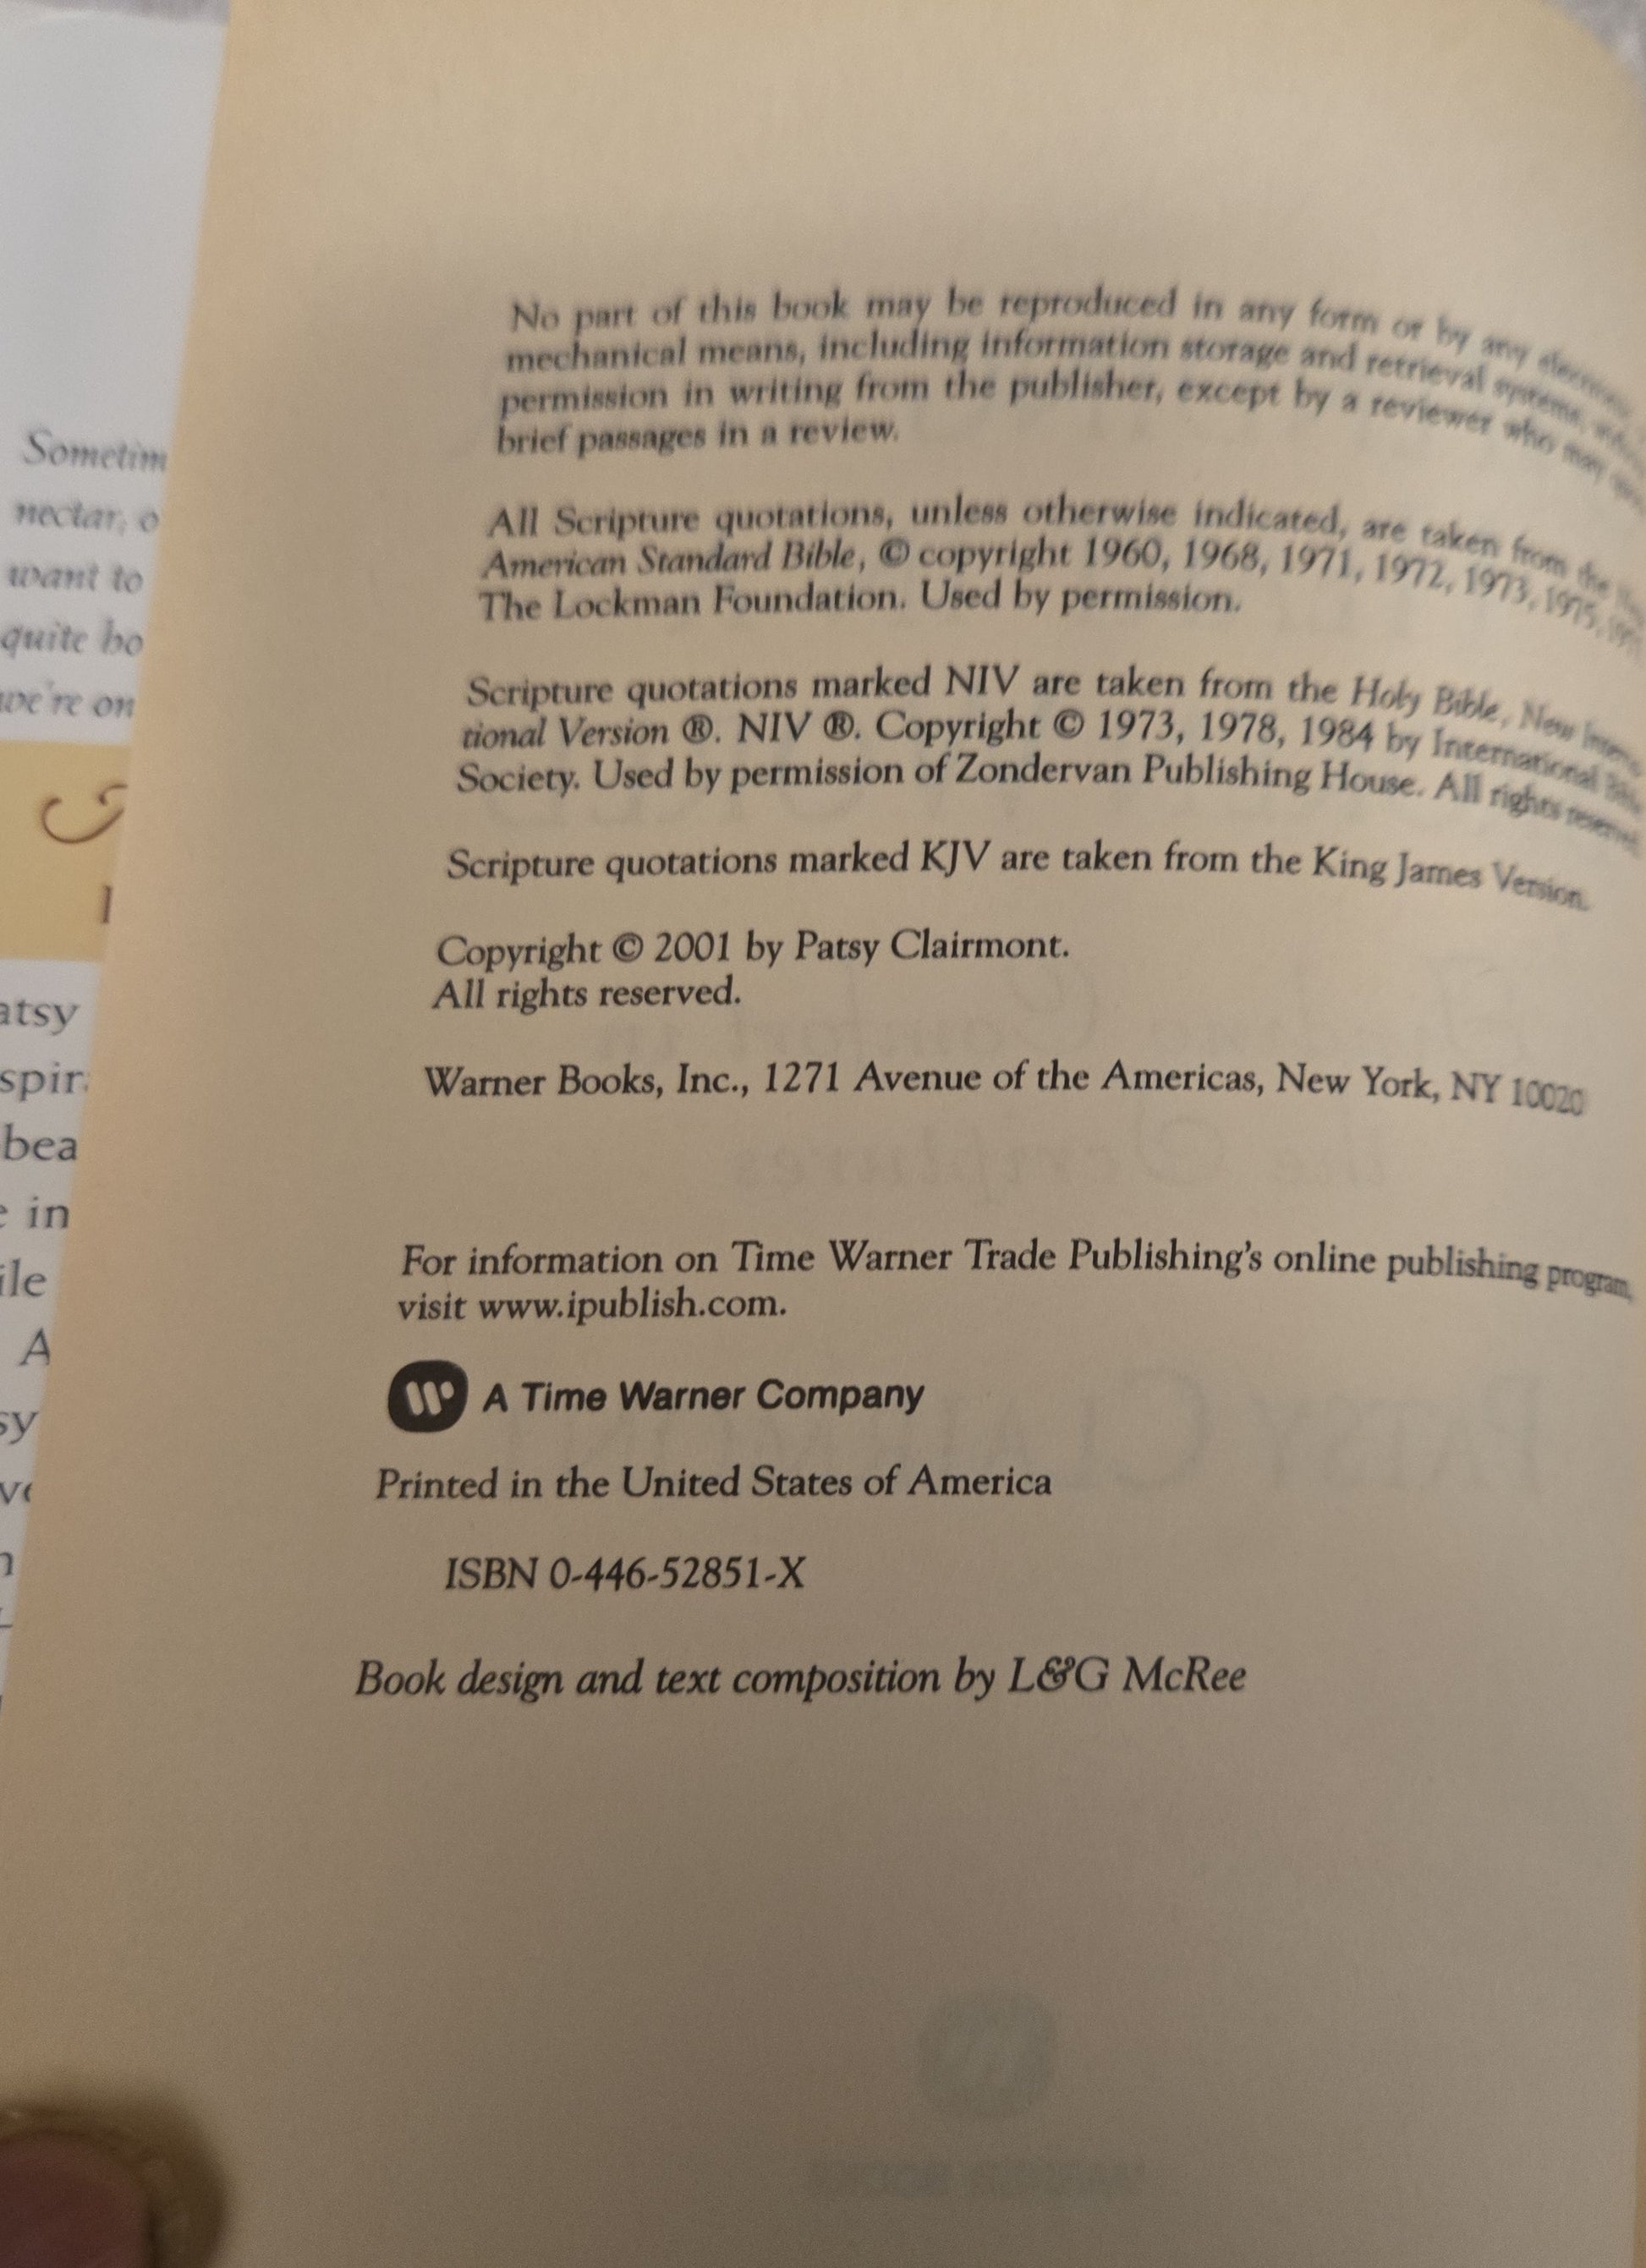 No part of this book may be reproduced in any form or by any electronic
mechanical means, including information storage and retrieval systems,
permission in writing from the publisher, except by a reviewer who may
brief passages in a review.
All Scripture quotations, unless otherwise indicated, are taken from the
American Standard Bible, © copyright 1960, 1968, 1971, 1972, 1973, 1975,
The Lockman Foundation. Used by permission.
Scripture quotations marked NIV are taken from the Holy Bible, New Interna
tional Version ®. NIV ®. Copyright © 1973, 1978, 1984 by International Bible
Society. Used by permission of Zondervan Publishing House. All rights reserved.
Scripture quotations marked KJV are taken from the King James Version.
Copyright © 2001 by Patsy Clairmont.
All rights reserved.
Warner Books, Inc., 1271 Avenue of the Americas, New York, NY 10020
For information on Time Warner Trade Publishing's online publishing program,
visit www.ipublish.com.
A Time Warner Company
Printed in the United States of America
ISBN 0-446-52851-X
Book design and text composition by L&G McRee
Sometim
nectar, o
want to
quite bo
we're on
atsy
spir
bea
in
ile
A
sy